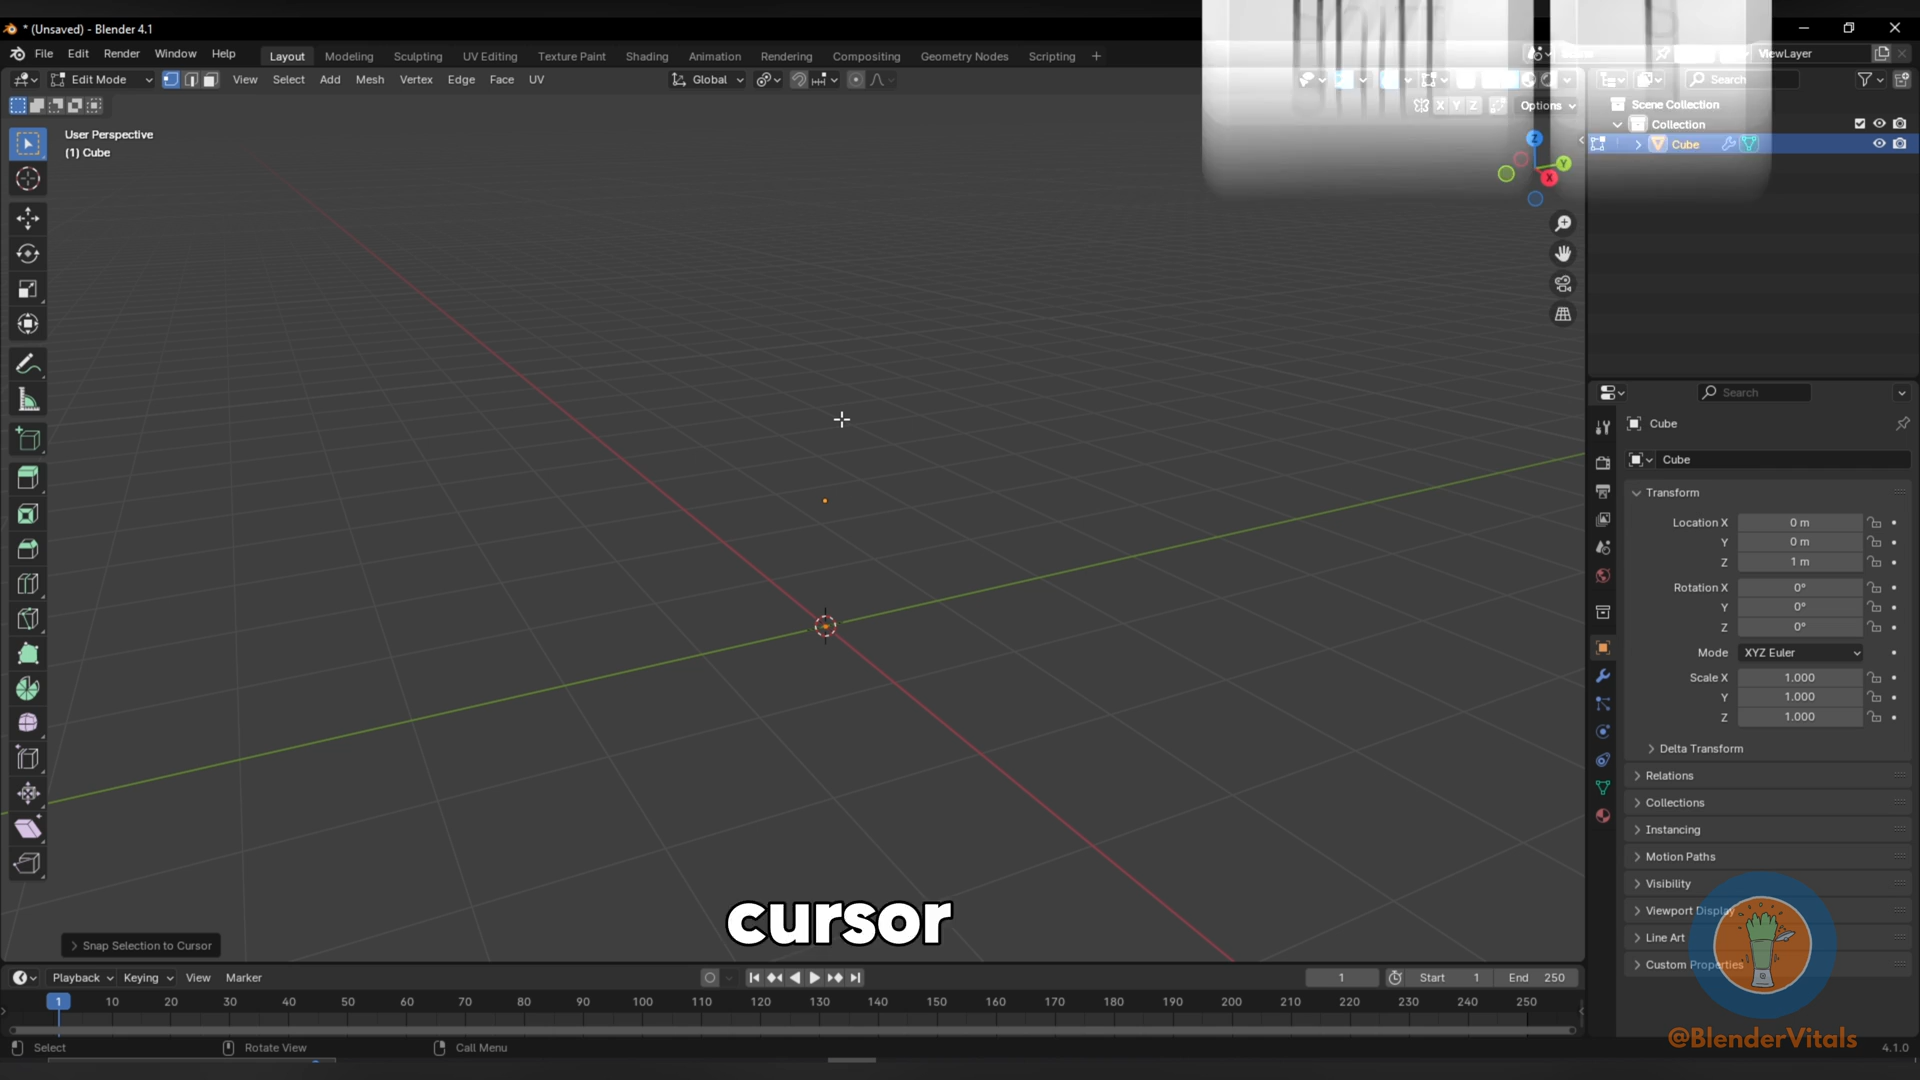 * (Unsaved) - Blender 4.1
File Edit Render Window Help
Layout Modeling Sculpting UV Editing Texture Paint Shading Animation Rendering Compositing Geometry Nodes Scripting +
ViewLayer
Edit Mode View Select Add Mesh Vertex Edge Face UV
Global
Search
X Y Z Options
User Perspective
(1) Cube
Z
Y
X
Scene Collection
Collection
Cube
Search
Cube
Cube
Transform
Location X 0 m
Y 0 m
Z 1 m
Rotation X 0°
Y 0°
Z 0°
Mode XYZ Euler
Scale X 1.000
Y 1.000
Z 1.000
Delta Transform
Relations
Collections
Instancing
Motion Paths
Visibility
Viewport Display
Line Art
Custom Properties
cursor
Snap Selection to Cursor
Playback Keying View Marker
1 Start 1 End 250
1 10 20 30 40 50 60 70 80 90 100 110 120 130 140 150 160 170 180 190 200 210 220 230 240 250
Select Rotate View Call Menu
@BlenderVitals
4.1.0